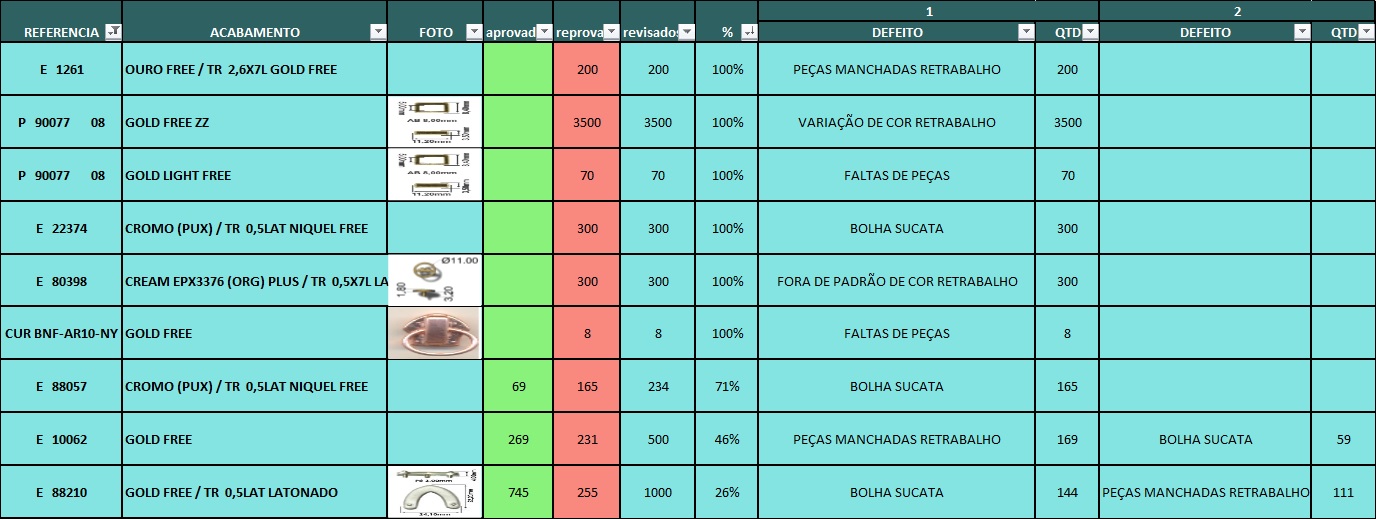 1 2
REFERENCIA ACABAMENTO FOTO aprovad reprova revisados % DEFEITO QTD DEFEITO QTD
E 1261 OURO FREE / TR 2,6X7L GOLD FREE 200 200 100% PEÇAS MANCHADAS RETRABALHO 200
P 90077 08 GOLD FREE ZZ AB 8,00mm 11,20mm 3500 3500 100% VARIAÇÃO DE COR RETRABALHO 3500
P 90077 08 GOLD LIGHT FREE AB 8,00mm 11,20mm 70 70 100% FALTAS DE PEÇAS 70
E 22374 CROMO (PUX) / TR 0,5LAT NIQUEL FREE 300 300 100% BOLHA SUCATA 300
E 80398 CREAM EPX3376 (ORG) PLUS / TR 0,5X7L LA Ø11.00 1,80 3,20 300 300 100% FORA DE PADRÃO DE COR RETRABALHO 300
CUR BNF-AR10-NY GOLD FREE 8 8 100% FALTAS DE PEÇAS 8
E 88057 CROMO (PUX) / TR 0,5LAT NIQUEL FREE 69 165 234 71% BOLHA SUCATA 165
E 10062 GOLD FREE 269 231 500 46% PEÇAS MANCHADAS RETRABALHO 169 BOLHA SUCATA 59
E 88210 GOLD FREE / TR 0,5LAT LATONADO 745 255 1000 26% BOLHA SUCATA 144 PEÇAS MANCHADAS RETRABALHO 111